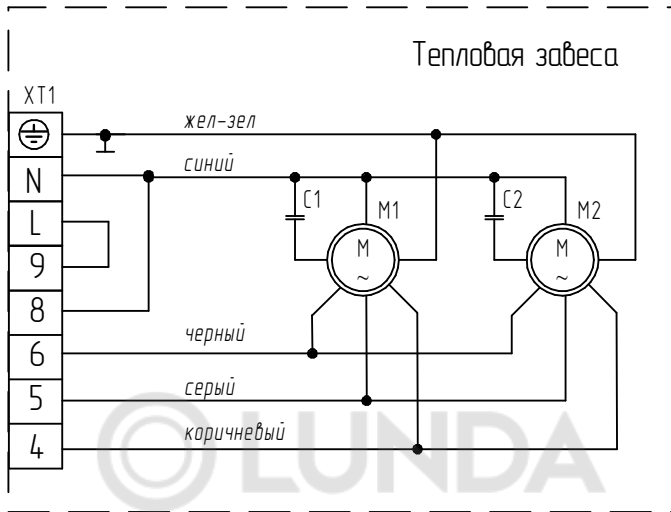 Тепловая завеса
XT1
жел-зел
N
синий
L
C1
M1
C2
M2
9
M
~
M
~
8
6
черный
5
серый
4
коричневый
LUNDA